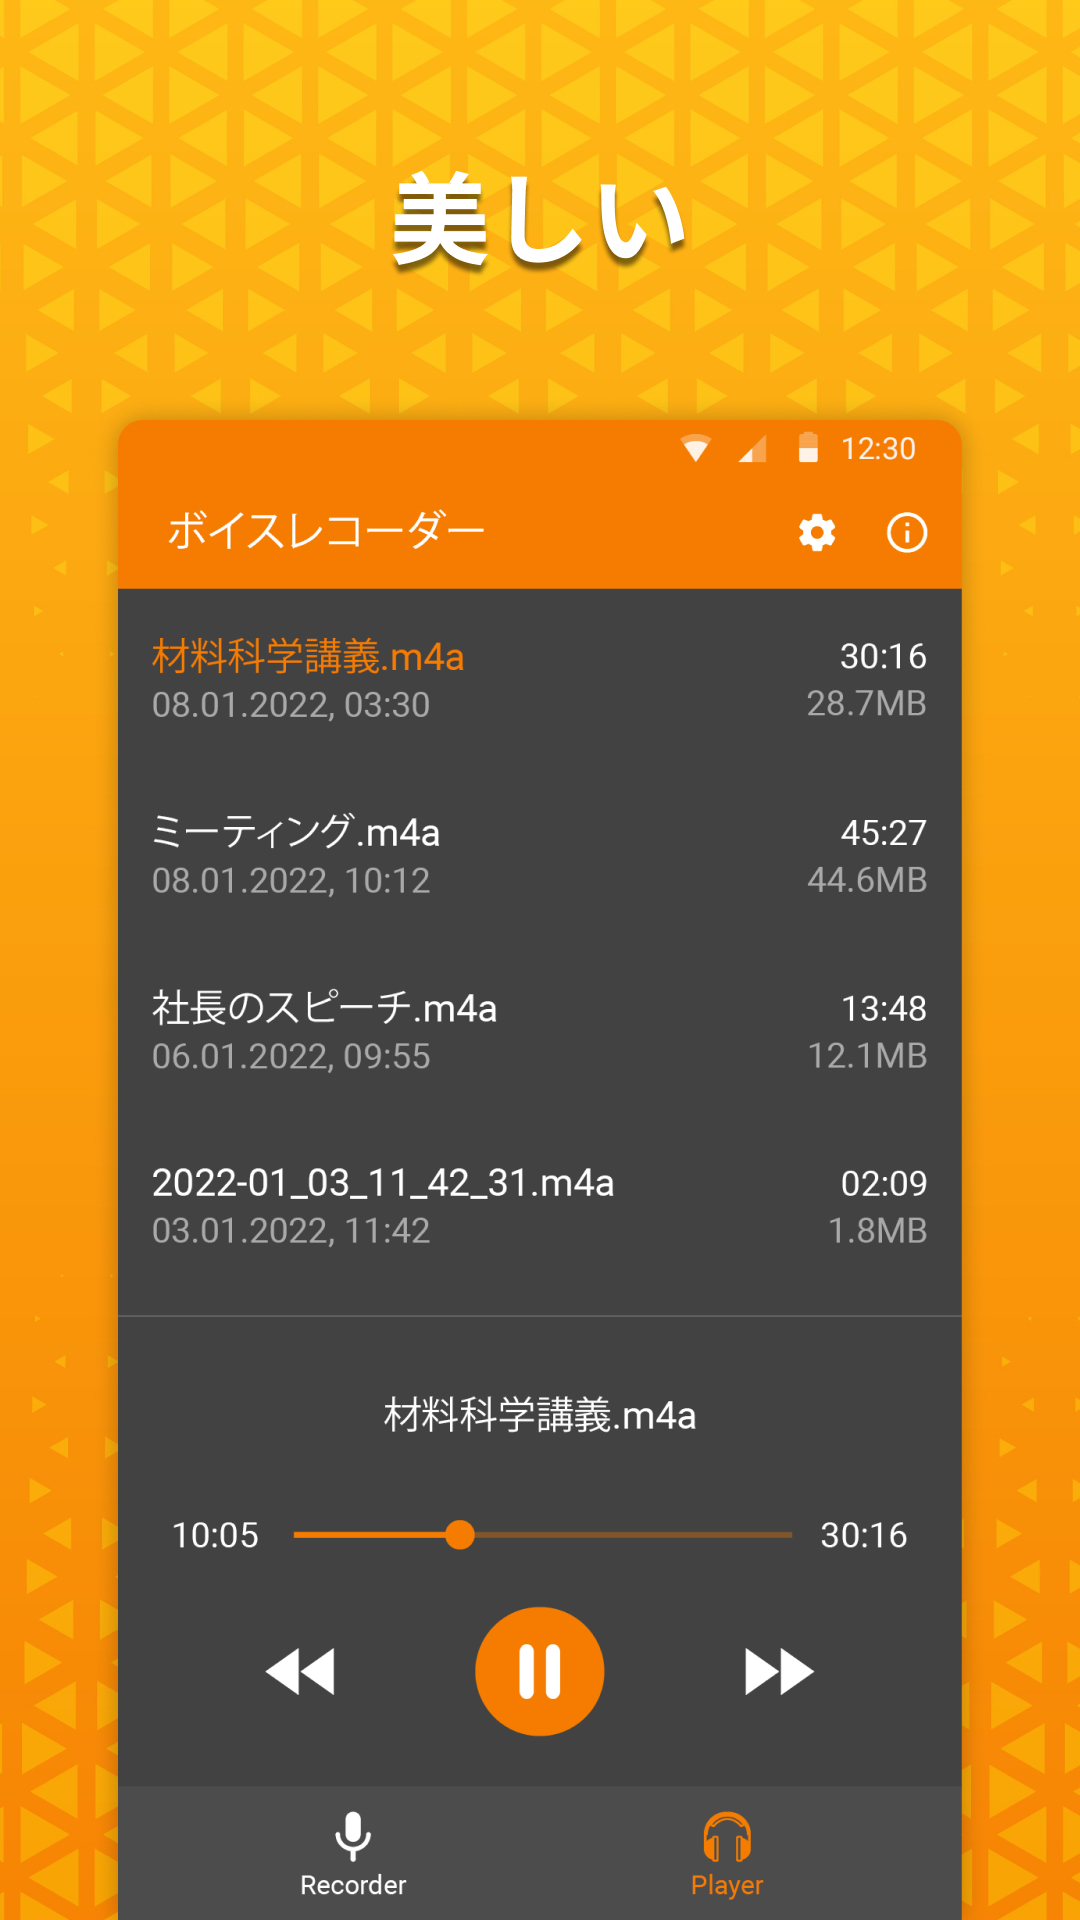 美しい
12:30
ボイスレコーダー
材料科学講義.m4a 30:16
08.01.2022, 03:30 28.7MB
ミーティング.m4a 45:27
08.01.2022, 10:12 44.6MB
社長のスピーチ.m4a 13:48
06.01.2022, 09:55 12.1MB
2022-01_03_11_42_31.m4a 02:09
03.01.2022, 11:42 1.8MB
材料科学講義.m4a
10:05 30:16
Recorder Player